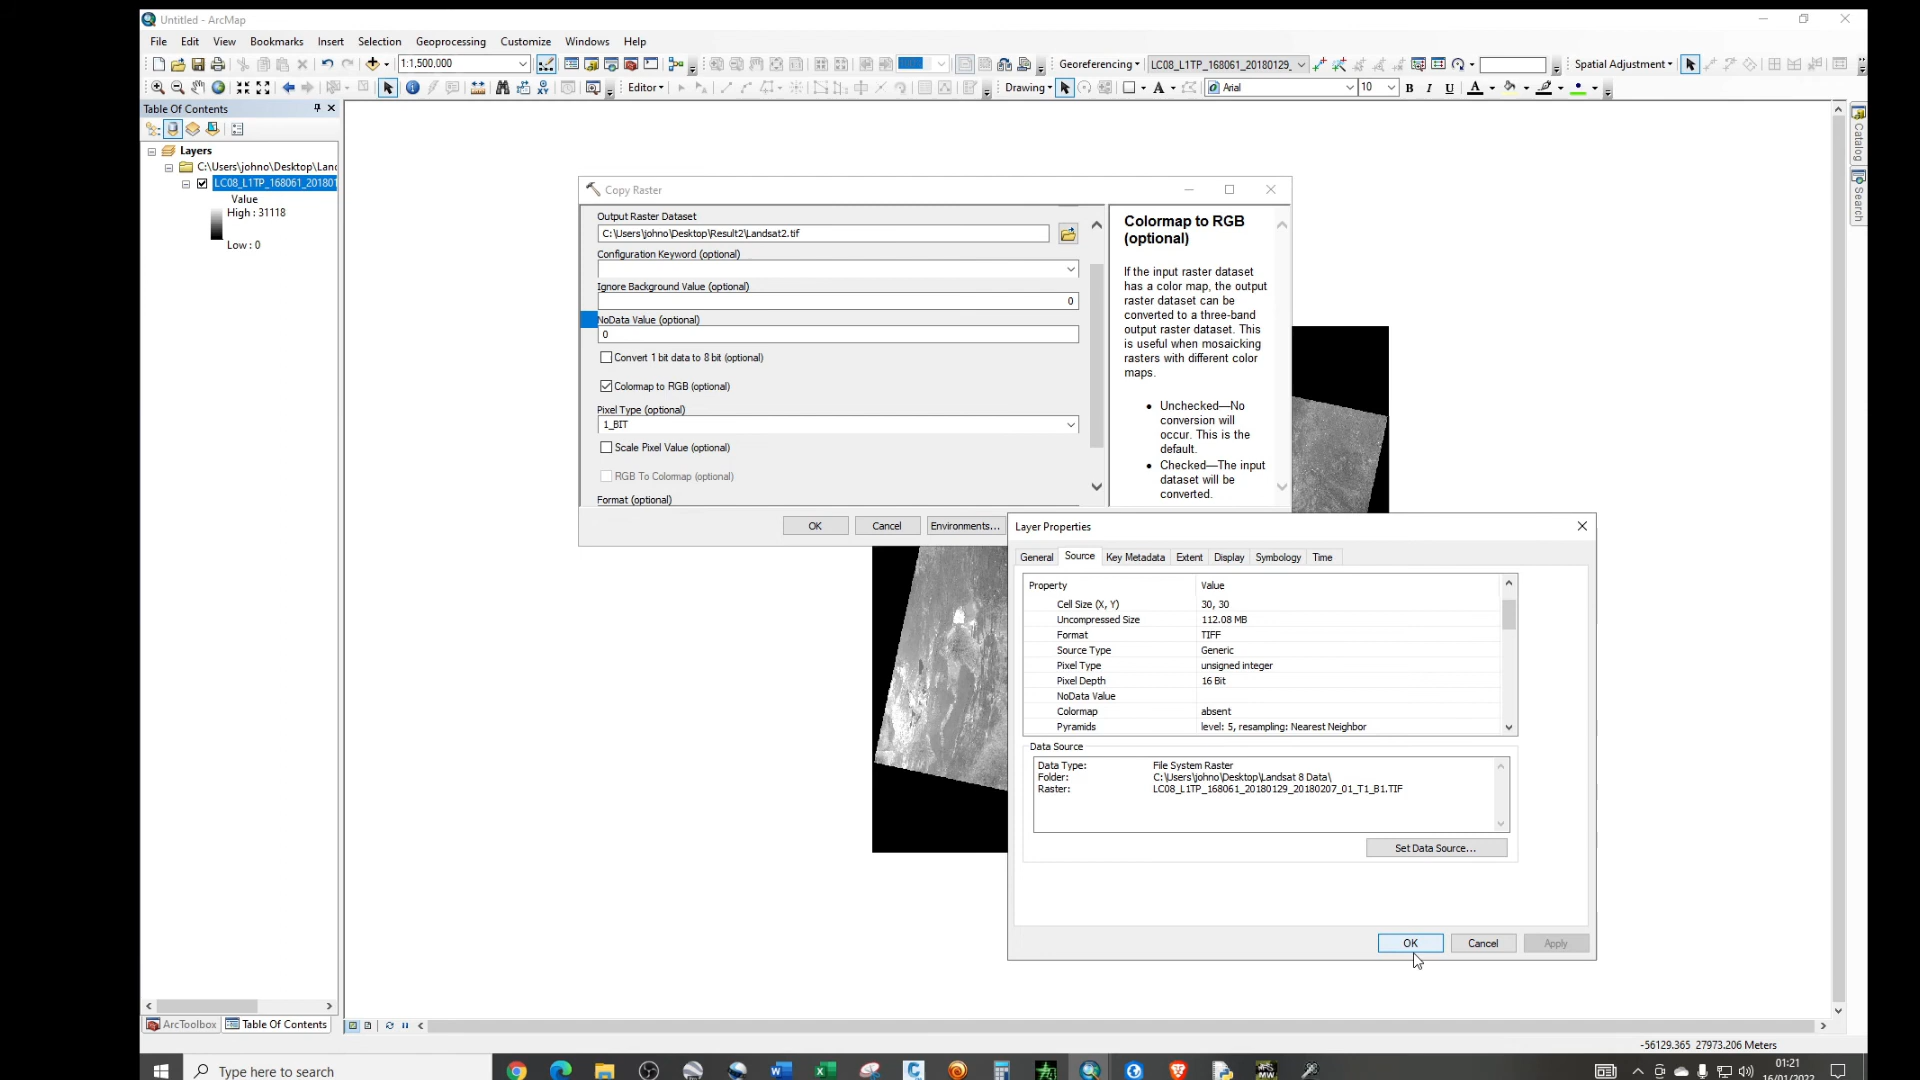 Untitled - ArcMap
File Edit View Bookmarks Insert Selection Geoprocessing Customize Windows Help
1:1,500,000
Georeferencing
LC08_L1TP_168061_20180129_
Spatial Adjustment
Editor
Drawing
Arial
10
B I U A
Table Of Contents
Layers
C:\Users\johno\Desktop\Land
LC08_L1TP_168061_201801
Value
High : 31118
Low : 0
Copy Raster
Output Raster Dataset
C:\Users\johno\Desktop\Result2\Landsat2.tif
Configuration Keyword (optional)
Ignore Background Value (optional)
0
NoData Value (optional)
0
Convert 1 bit data to 8 bit (optional)
Colormap to RGB (optional)
Pixel Type (optional)
1_BIT
Scale Pixel Value (optional)
RGB To Colormap (optional)
Format (optional)
OK Cancel Environments...
Colormap to RGB
(optional)
If the input raster dataset
has a color map, the output
raster dataset can be
converted to a three-band
output raster dataset. This
is useful when mosaicking
rasters with different color
maps.
• Unchecked—No
conversion will
occur. This is the
default.
• Checked—The input
dataset will be
converted.
Layer Properties
General Source Key Metadata Extent Display Symbology Time
Property Value
Cell Size (X, Y) 30, 30
Uncompressed Size 112.08 MB
Format TIFF
Source Type Generic
Pixel Type unsigned integer
Pixel Depth 16 Bit
NoData Value
Colormap absent
Pyramids level: 5, resampling: Nearest Neighbor
Data Source
Data Type: File System Raster
Folder: C:\Users\johno\Desktop\Landsat 8 Data\
Raster: LC08_L1TP_168061_20180129_20180207_01_T1_B1.TIF
Set Data Source...
OK Cancel Apply
Catalog
Search
ArcToolbox Table Of Contents
-56129.365 27973.206 Meters
Type here to search
01:21
16/01/2022